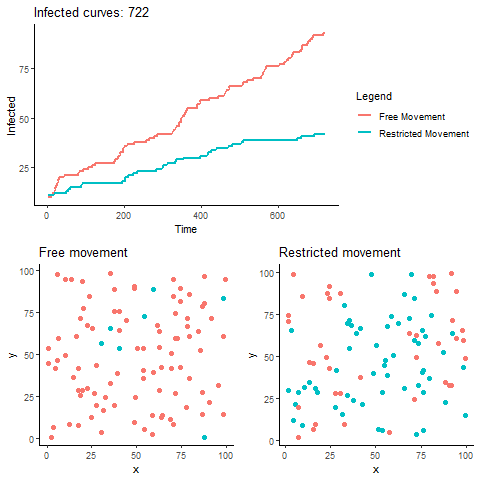 Infected curves: 722
Infected
75
50
25
0
200
400
600
Time
Legend
Free Movement
Restricted Movement
Free movement
y
100
75
50
25
0
0
25
50
75
100
x
Restricted movement
y
100
75
50
25
0
0
25
50
75
100
x